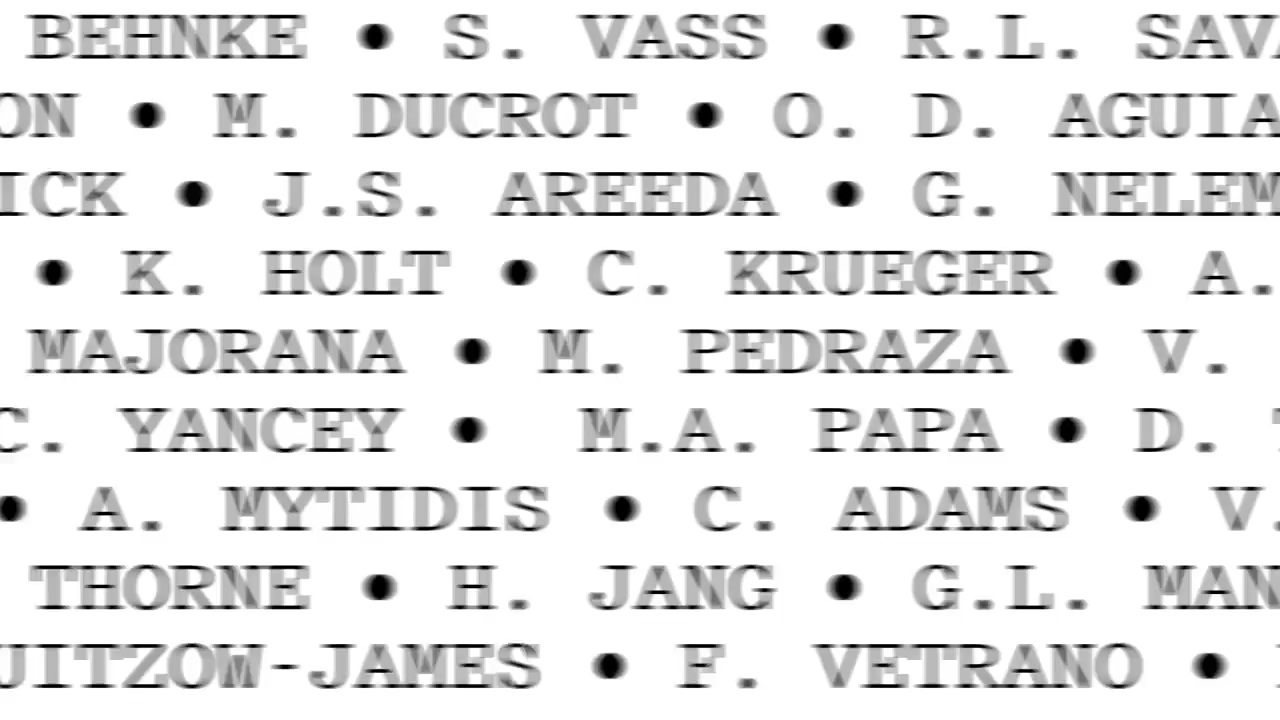 BEHNKE • S. VASS • R.L. SAVA
ON • M. DUCROT • O. D. AGUIA
ICK • J.S. AREEDA • G. NELEM
• K. HOLT • C. KRUEGER • A.
MAJORANA • M. PEDRAZA • V.
C. YANCEY • M.A. PAPA • D.
• A. MYTIDIS • C. ADAMS • V.
THORNE • H. JANG • G.L. MAN
UITZOW-JAMES • F. VETRANO •